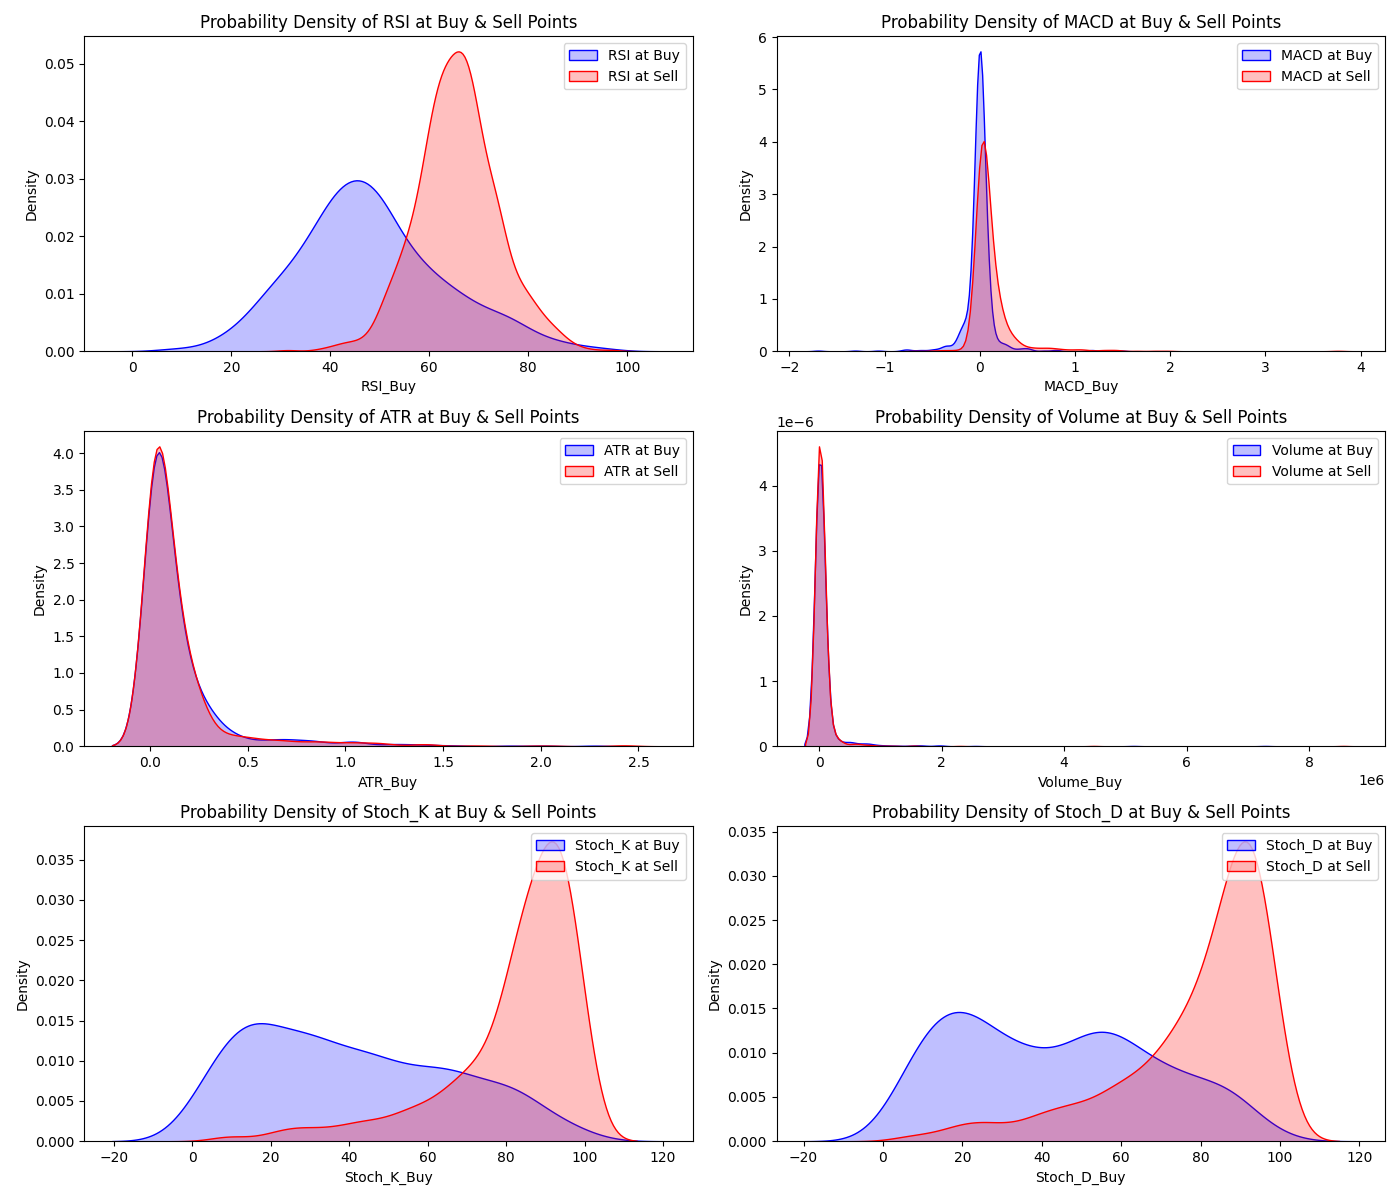 Probability Density of RSI at Buy & Sell Points
RSI at Buy
RSI at Sell
0.05
0.04
0.03
0.02
0.01
0.00
Density
0 20 40 60 80 100
RSI_Buy
Probability Density of MACD at Buy & Sell Points
MACD at Buy
MACD at Sell
6
5
4
3
2
1
0
Density
−2 −1 0 1 2 3 4
MACD_Buy
Probability Density of ATR at Buy & Sell Points
ATR at Buy
ATR at Sell
4.0
3.5
3.0
2.5
2.0
1.5
1.0
0.5
0.0
Density
0.0 0.5 1.0 1.5 2.0 2.5
ATR_Buy
Probability Density of Volume at Buy & Sell Points
1e−6
Volume at Buy
Volume at Sell
4
3
2
1
0
Density
0 2 4 6 8
1e6
Volume_Buy
Probability Density of Stoch_K at Buy & Sell Points
Stoch_K at Buy
Stoch_K at Sell
0.035
0.030
0.025
0.020
0.015
0.010
0.005
0.000
Density
−20 0 20 40 60 80 100 120
Stoch_K_Buy
Probability Density of Stoch_D at Buy & Sell Points
Stoch_D at Buy
Stoch_D at Sell
0.035
0.030
0.025
0.020
0.015
0.010
0.005
0.000
Density
−20 0 20 40 60 80 100 120
Stoch_D_Buy